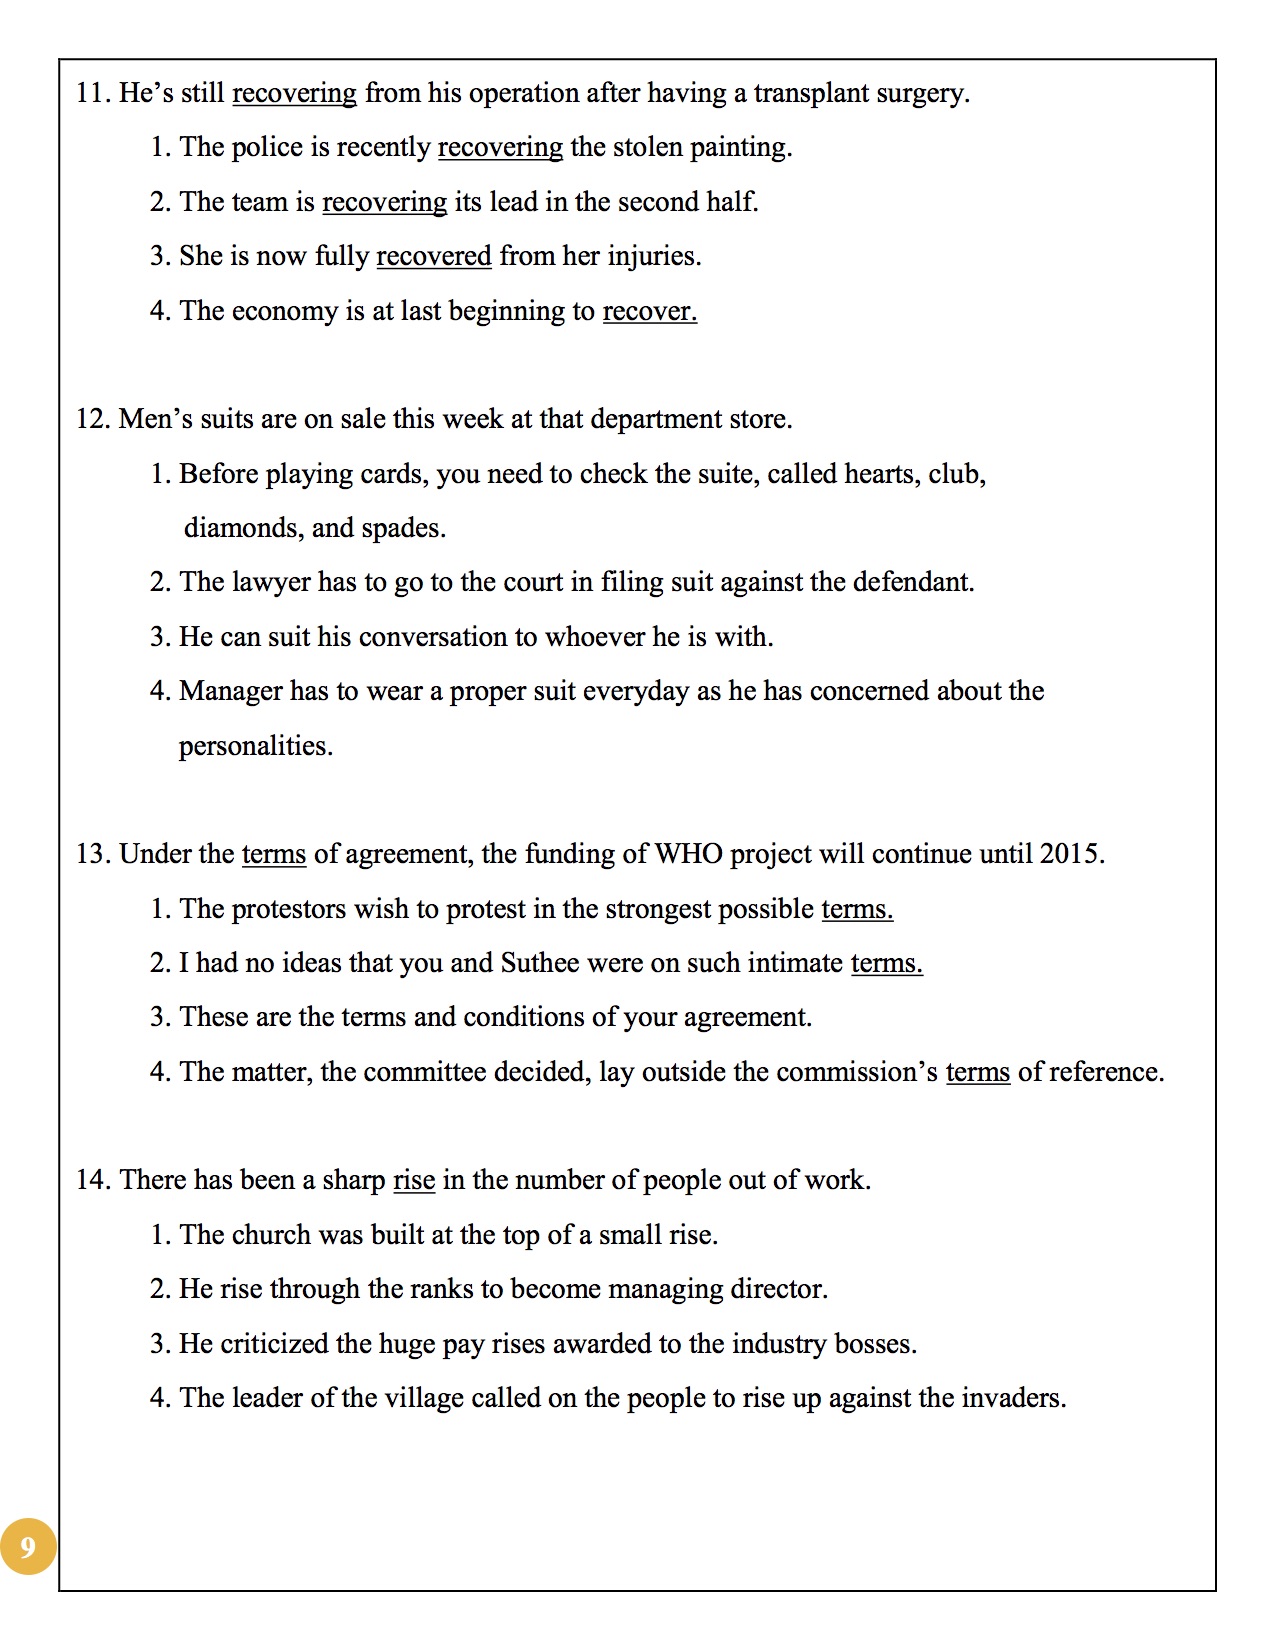 11. He’s still recovering from his operation after having a transplant surgery.
1. The police is recently recovering the stolen painting.
2. The team is recovering its lead in the second half.
3. She is now fully recovered from her injuries.
4. The economy is at last beginning to recover.
12. Men’s suits are on sale this week at that department store.
1. Before playing cards, you need to check the suite, called hearts, club,
diamonds, and spades.
2. The lawyer has to go to the court in filing suit against the defendant.
3. He can suit his conversation to whoever he is with.
4. Manager has to wear a proper suit everyday as he has concerned about the
personalities.
13. Under the terms of agreement, the funding of WHO project will continue until 2015.
1. The protestors wish to protest in the strongest possible terms.
2. I had no ideas that you and Suthee were on such intimate terms.
3. These are the terms and conditions of your agreement.
4. The matter, the committee decided, lay outside the commission’s terms of reference.
14. There has been a sharp rise in the number of people out of work.
1. The church was built at the top of a small rise.
2. He rise through the ranks to become managing director.
3. He criticized the huge pay rises awarded to the industry bosses.
4. The leader of the village called on the people to rise up against the invaders.
9